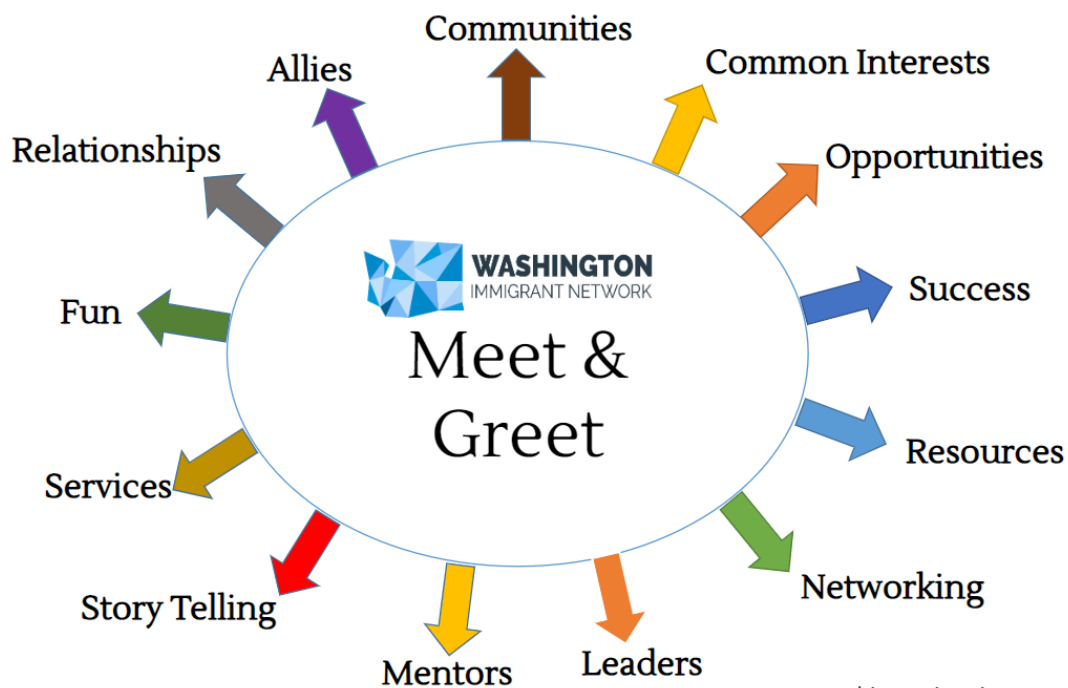 Communities
Allies
Common Interests
Relationships
Opportunities
WASHINGTON
IMMIGRANT NETWORK
Success
Fun
Meet &
Greet
Resources
Services
Networking
Story Telling
Leaders
Mentors